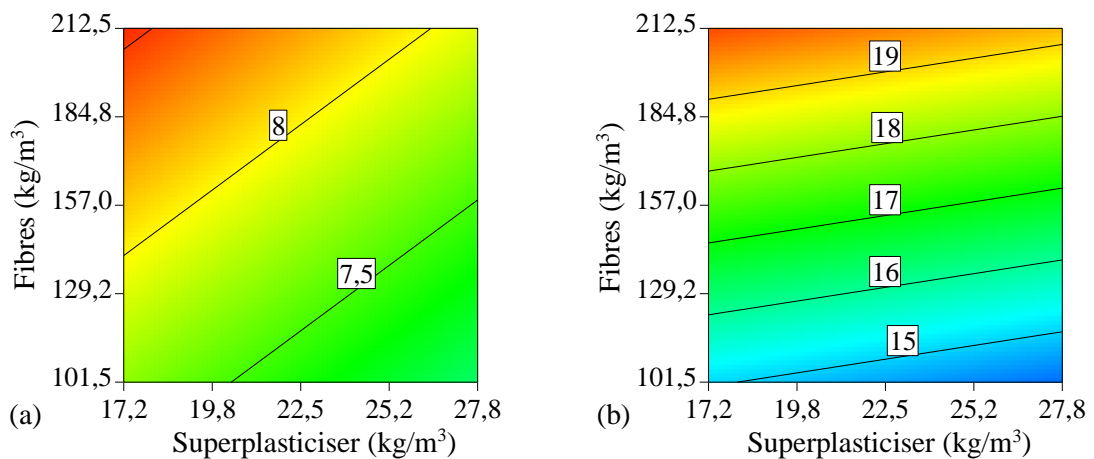 212,5
184,8
157,0
129,2
101,5
Fibres (kg/m³)
8
7,5
17,2 19,8 22,5 25,2 27,8
Superplasticiser (kg/m³)
(a)
212,5
184,8
157,0
129,2
101,5
Fibres (kg/m³)
19
18
17
16
15
17,2 19,8 22,5 25,2 27,8
Superplasticiser (kg/m³)
(b)